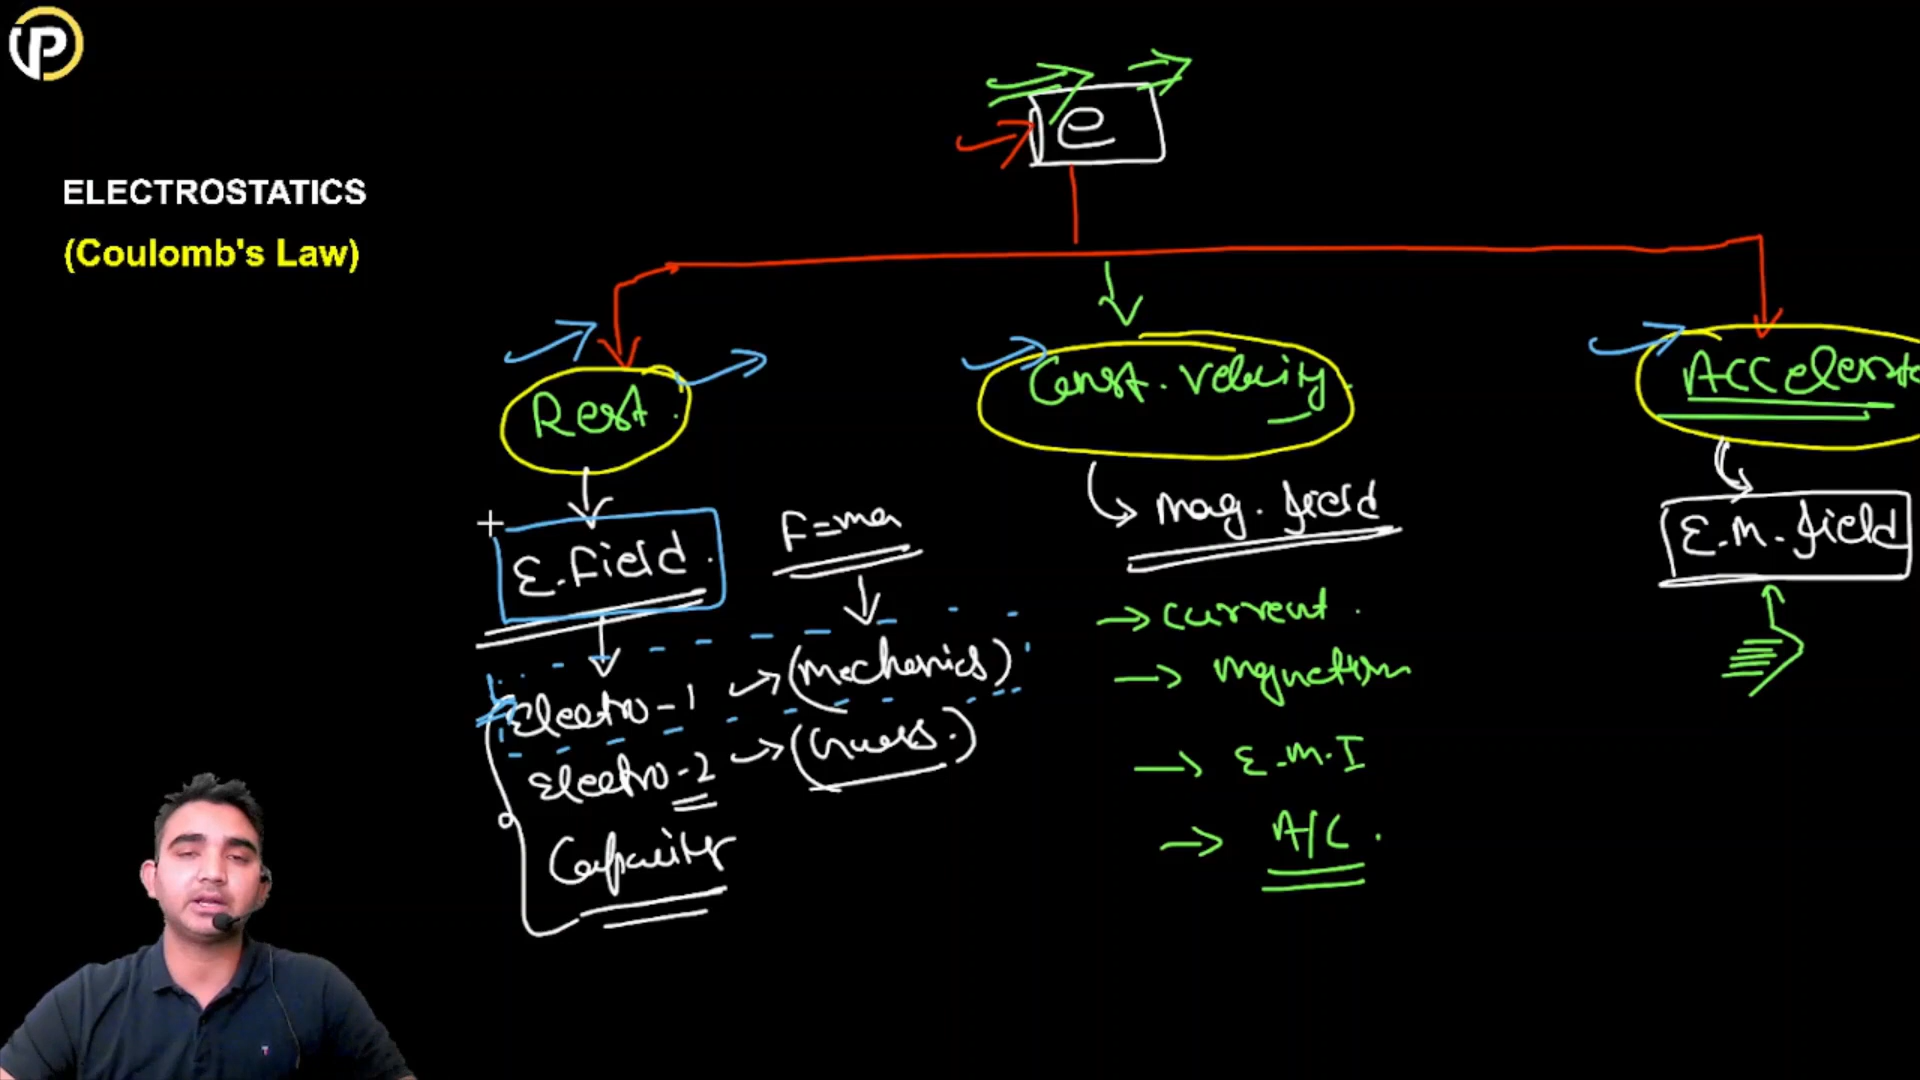 P
e
ELECTROSTATICS
(Coulomb's Law)
Rest.
Const. Velocity.
Accelerate
E. Field.
F=ma
mag. field
E.M. field
Electro-1 → (mechanics)
Electro-2
Capacitor
→ current.
→ magnetism
→ E.M.I
→ A/C.